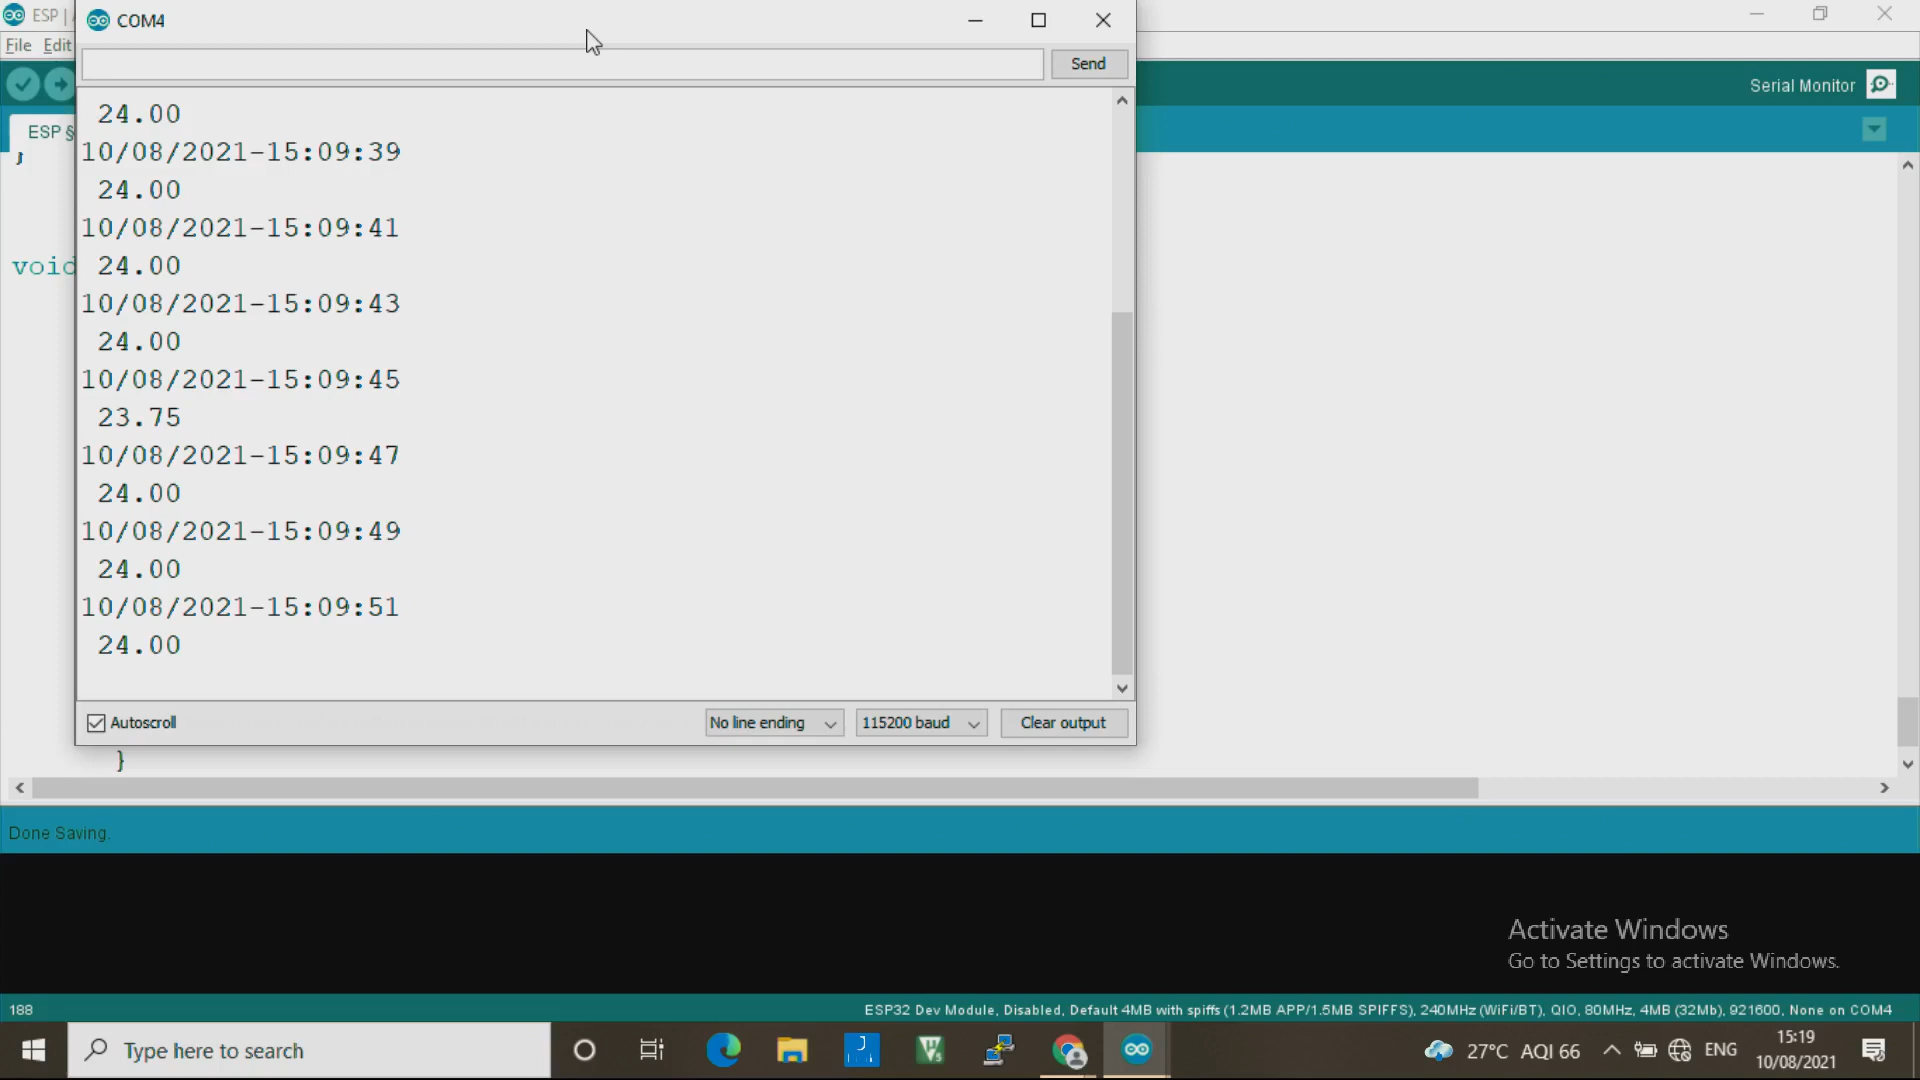 ESP |
COM4
File Edit
Send
Serial Monitor
ESP §
}
void
24.00
10/08/2021-15:09:39
24.00
10/08/2021-15:09:41
24.00
10/08/2021-15:09:43
24.00
10/08/2021-15:09:45
23.75
10/08/2021-15:09:47
24.00
10/08/2021-15:09:49
24.00
10/08/2021-15:09:51
24.00
Autoscroll
No line ending
115200 baud
Clear output
}
Done Saving.
Activate Windows
Go to Settings to activate Windows.
188
ESP32 Dev Module, Disabled, Default 4MB with spiffs (1.2MB APP/1.5MB SPIFFS), 240MHz (WiFi/BT), QIO, 80MHz, 4MB (32Mb), 921600, None on COM4
Type here to search
27°C AQI 66
ENG
15:19
10/08/2021